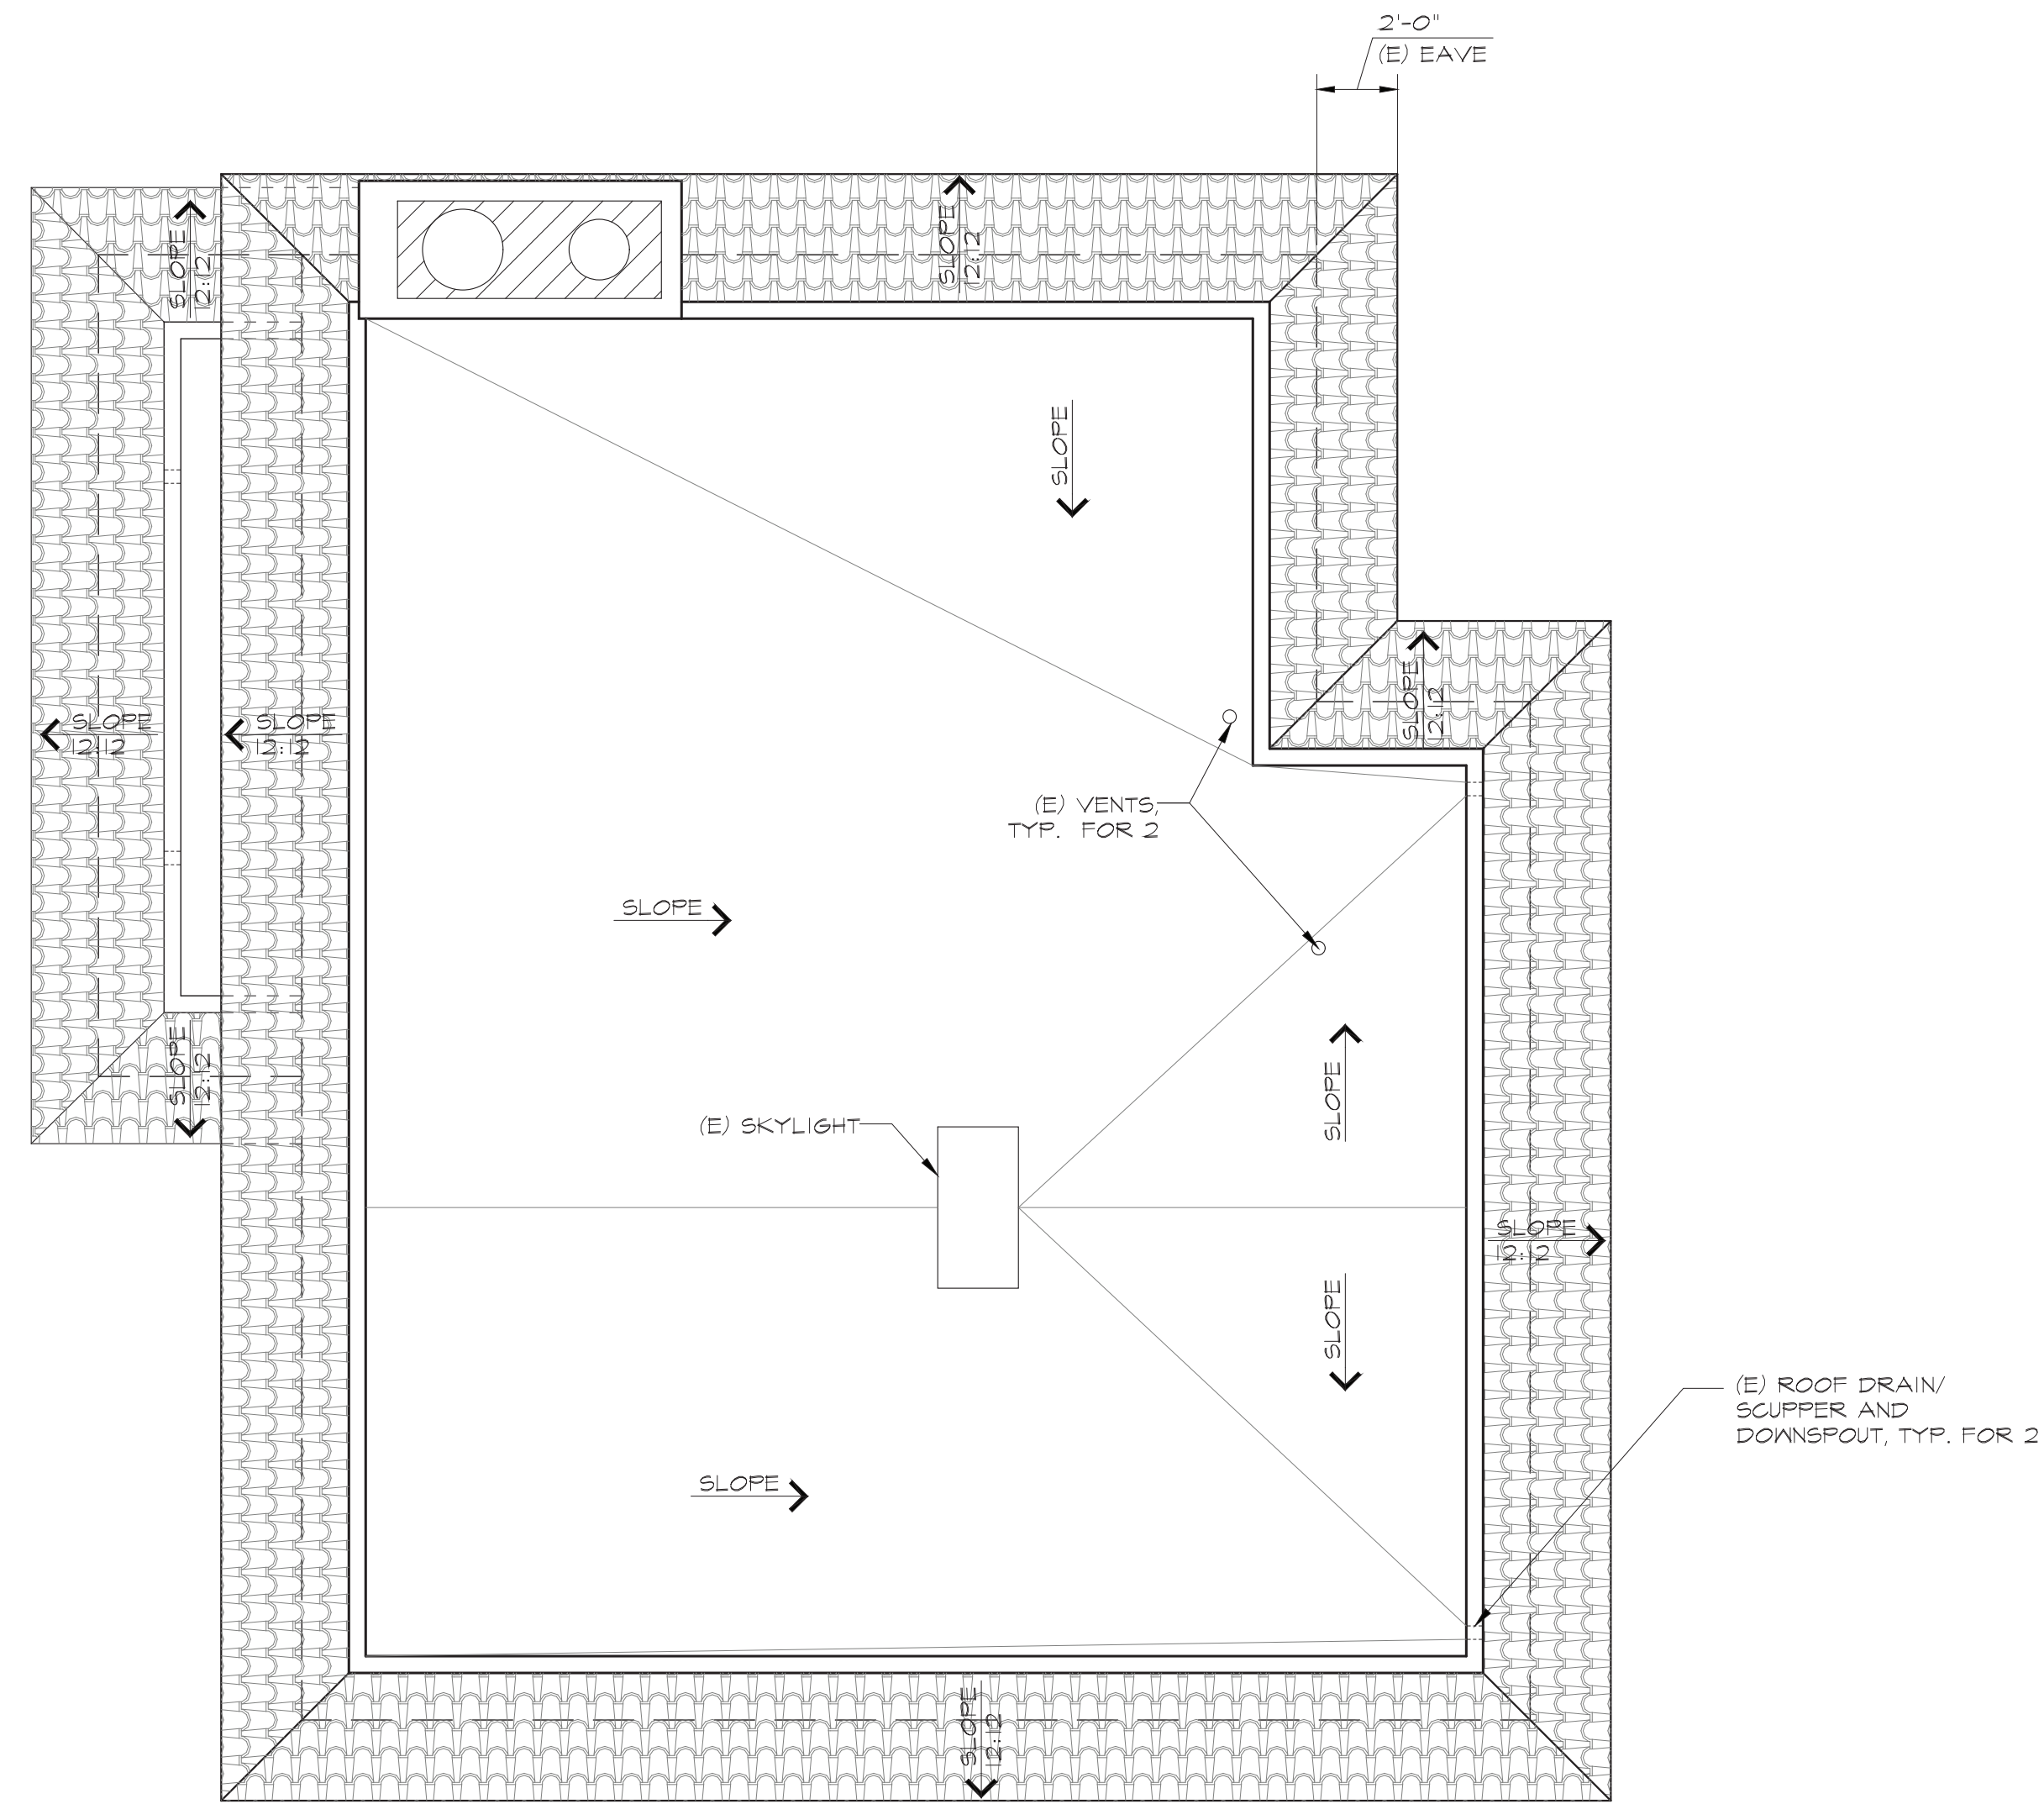 2'-0"
(E) EAVE
SLOPE
12:12
SLOPE
12:12
SLOPE
SLOPE
12:12
SLOPE
12:12
SLOPE
12:12
(E) VENTS,
TYP. FOR 2
SLOPE
SLOPE
12:12
SLOPE
(E) SKYLIGHT
SLOPE
12:12
SLOPE
(E) ROOF DRAIN/
SCUPPER AND
DOWNSPOUT, TYP. FOR 2
SLOPE
SLOPE
12:12